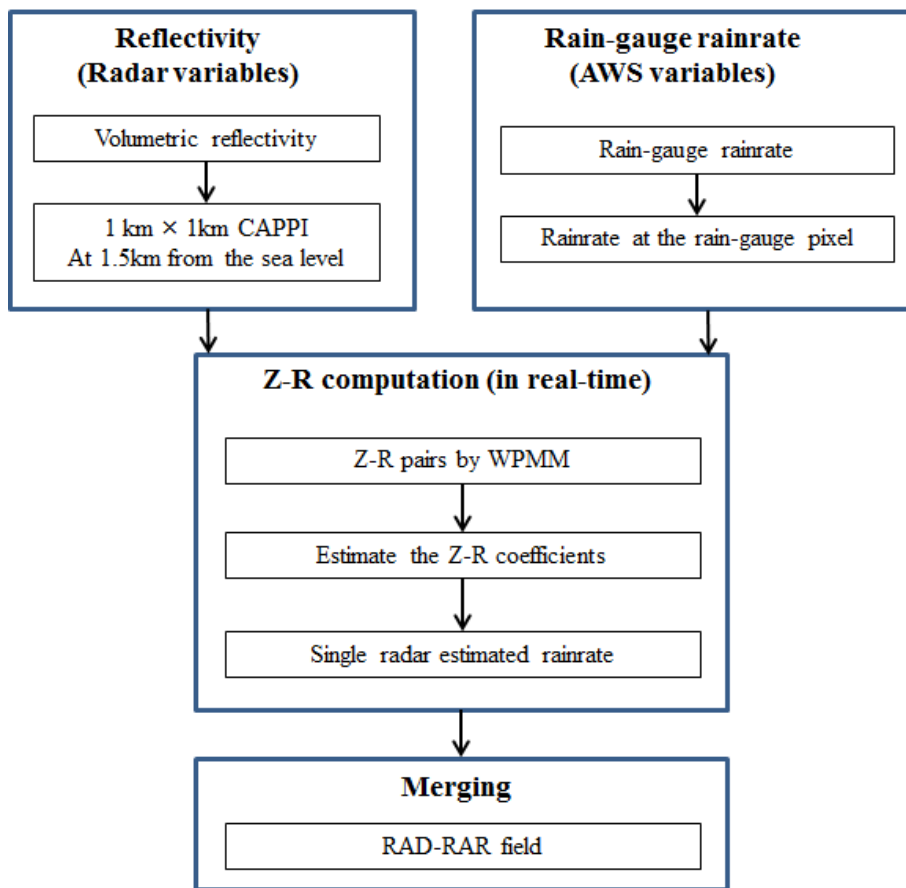 Reflectivity
(Radar variables)
Volumetric reflectivity
1 km × 1km CAPPI
At 1.5km from the sea level
Rain-gauge rainrate
(AWS variables)
Rain-gauge rainrate
Rainrate at the rain-gauge pixel
Z-R computation (in real-time)
Z-R pairs by WPMM
Estimate the Z-R coefficients
Single radar estimated rainrate
Merging
RAD-RAR field